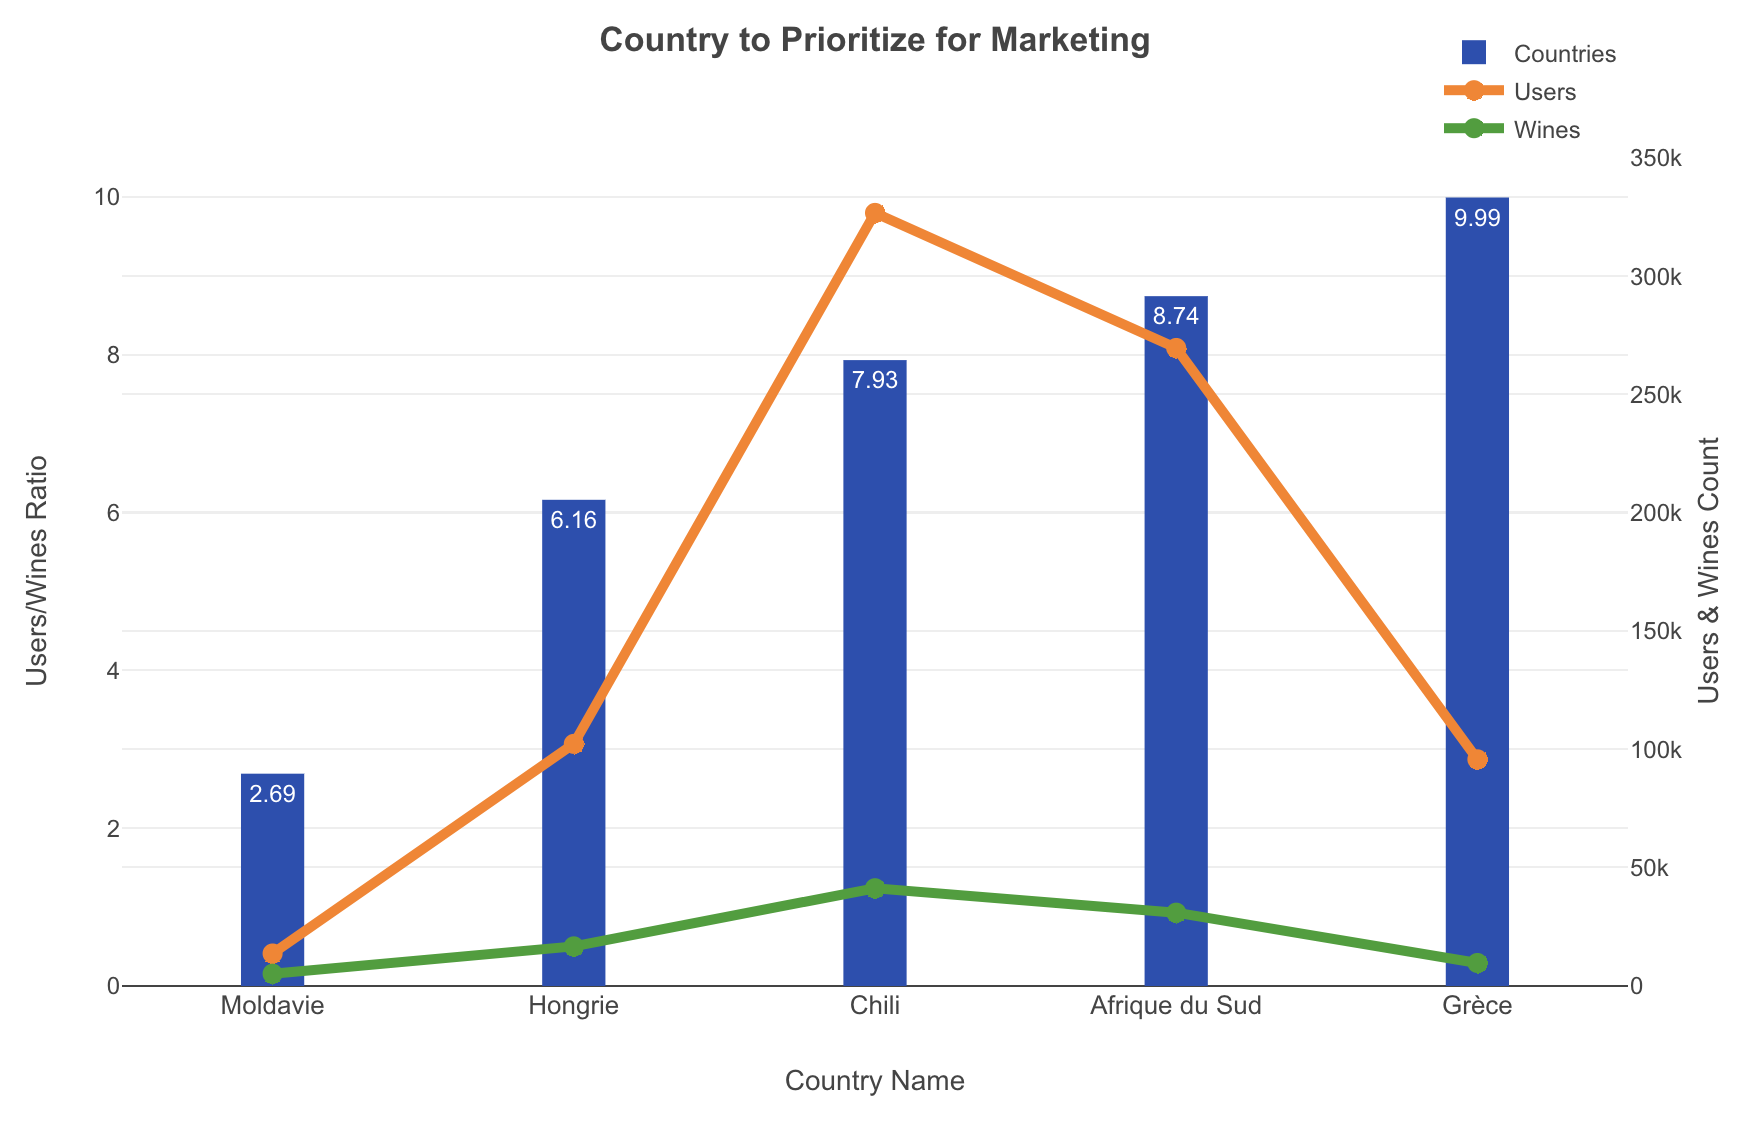 Country to Prioritize for Marketing
Countries
Users
Wines
350k
10
9.99
300k
8.74
8
7.93
250k
Users/Wines Ratio
Users & Wines Count
6
6.16
200k
150k
4
100k
2.69
2
50k
0
0
Moldavie
Hongrie
Chili
Afrique du Sud
Grèce
Country Name